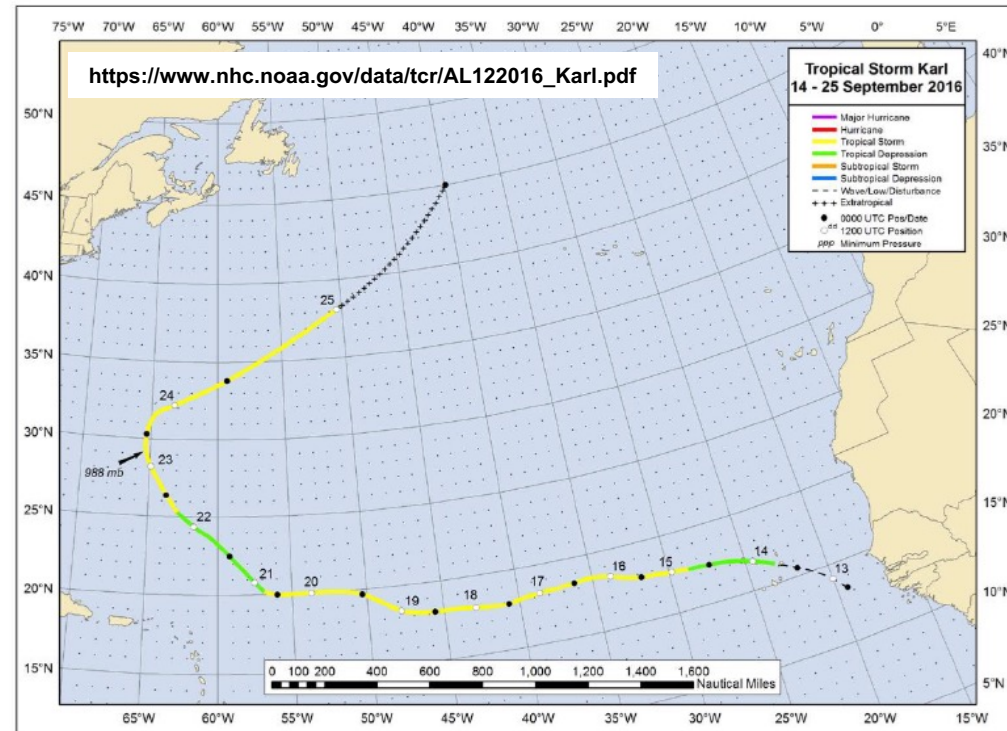 75°W 70°W 65°W 60°W 55°W 50°W 45°W 40°W 35°W 30°W 25°W 20°W 15°W 10°W 5°W 0° 5°E
https://www.nhc.noaa.gov/data/tcr/AL122016_Karl.pdf
Tropical Storm Karl
14 - 25 September 2016
Major Hurricane
Hurricane
Tropical Storm
Tropical Depression
Subtropical Storm
Subtropical Depression
Wave/Low/Disturbance
Extratropical
0000 UTC Pos/Date
dd 1200 UTC Position
ppp Minimum Pressure
50°N
45°N
40°N
35°N
30°N
25°N
20°N
15°N
40°N
35°N
30°N
25°N
20°N
15°N
10°N
5°N
25
24
988 mb
23
22
21
20
19
18
17
16
15
14
13
0 50 100 150 200 400 600 800 1,000 1,200 1,400 1,600
Nautical Miles
65°W 60°W 55°W 50°W 45°W 40°W 35°W 30°W 25°W 20°W 15°W